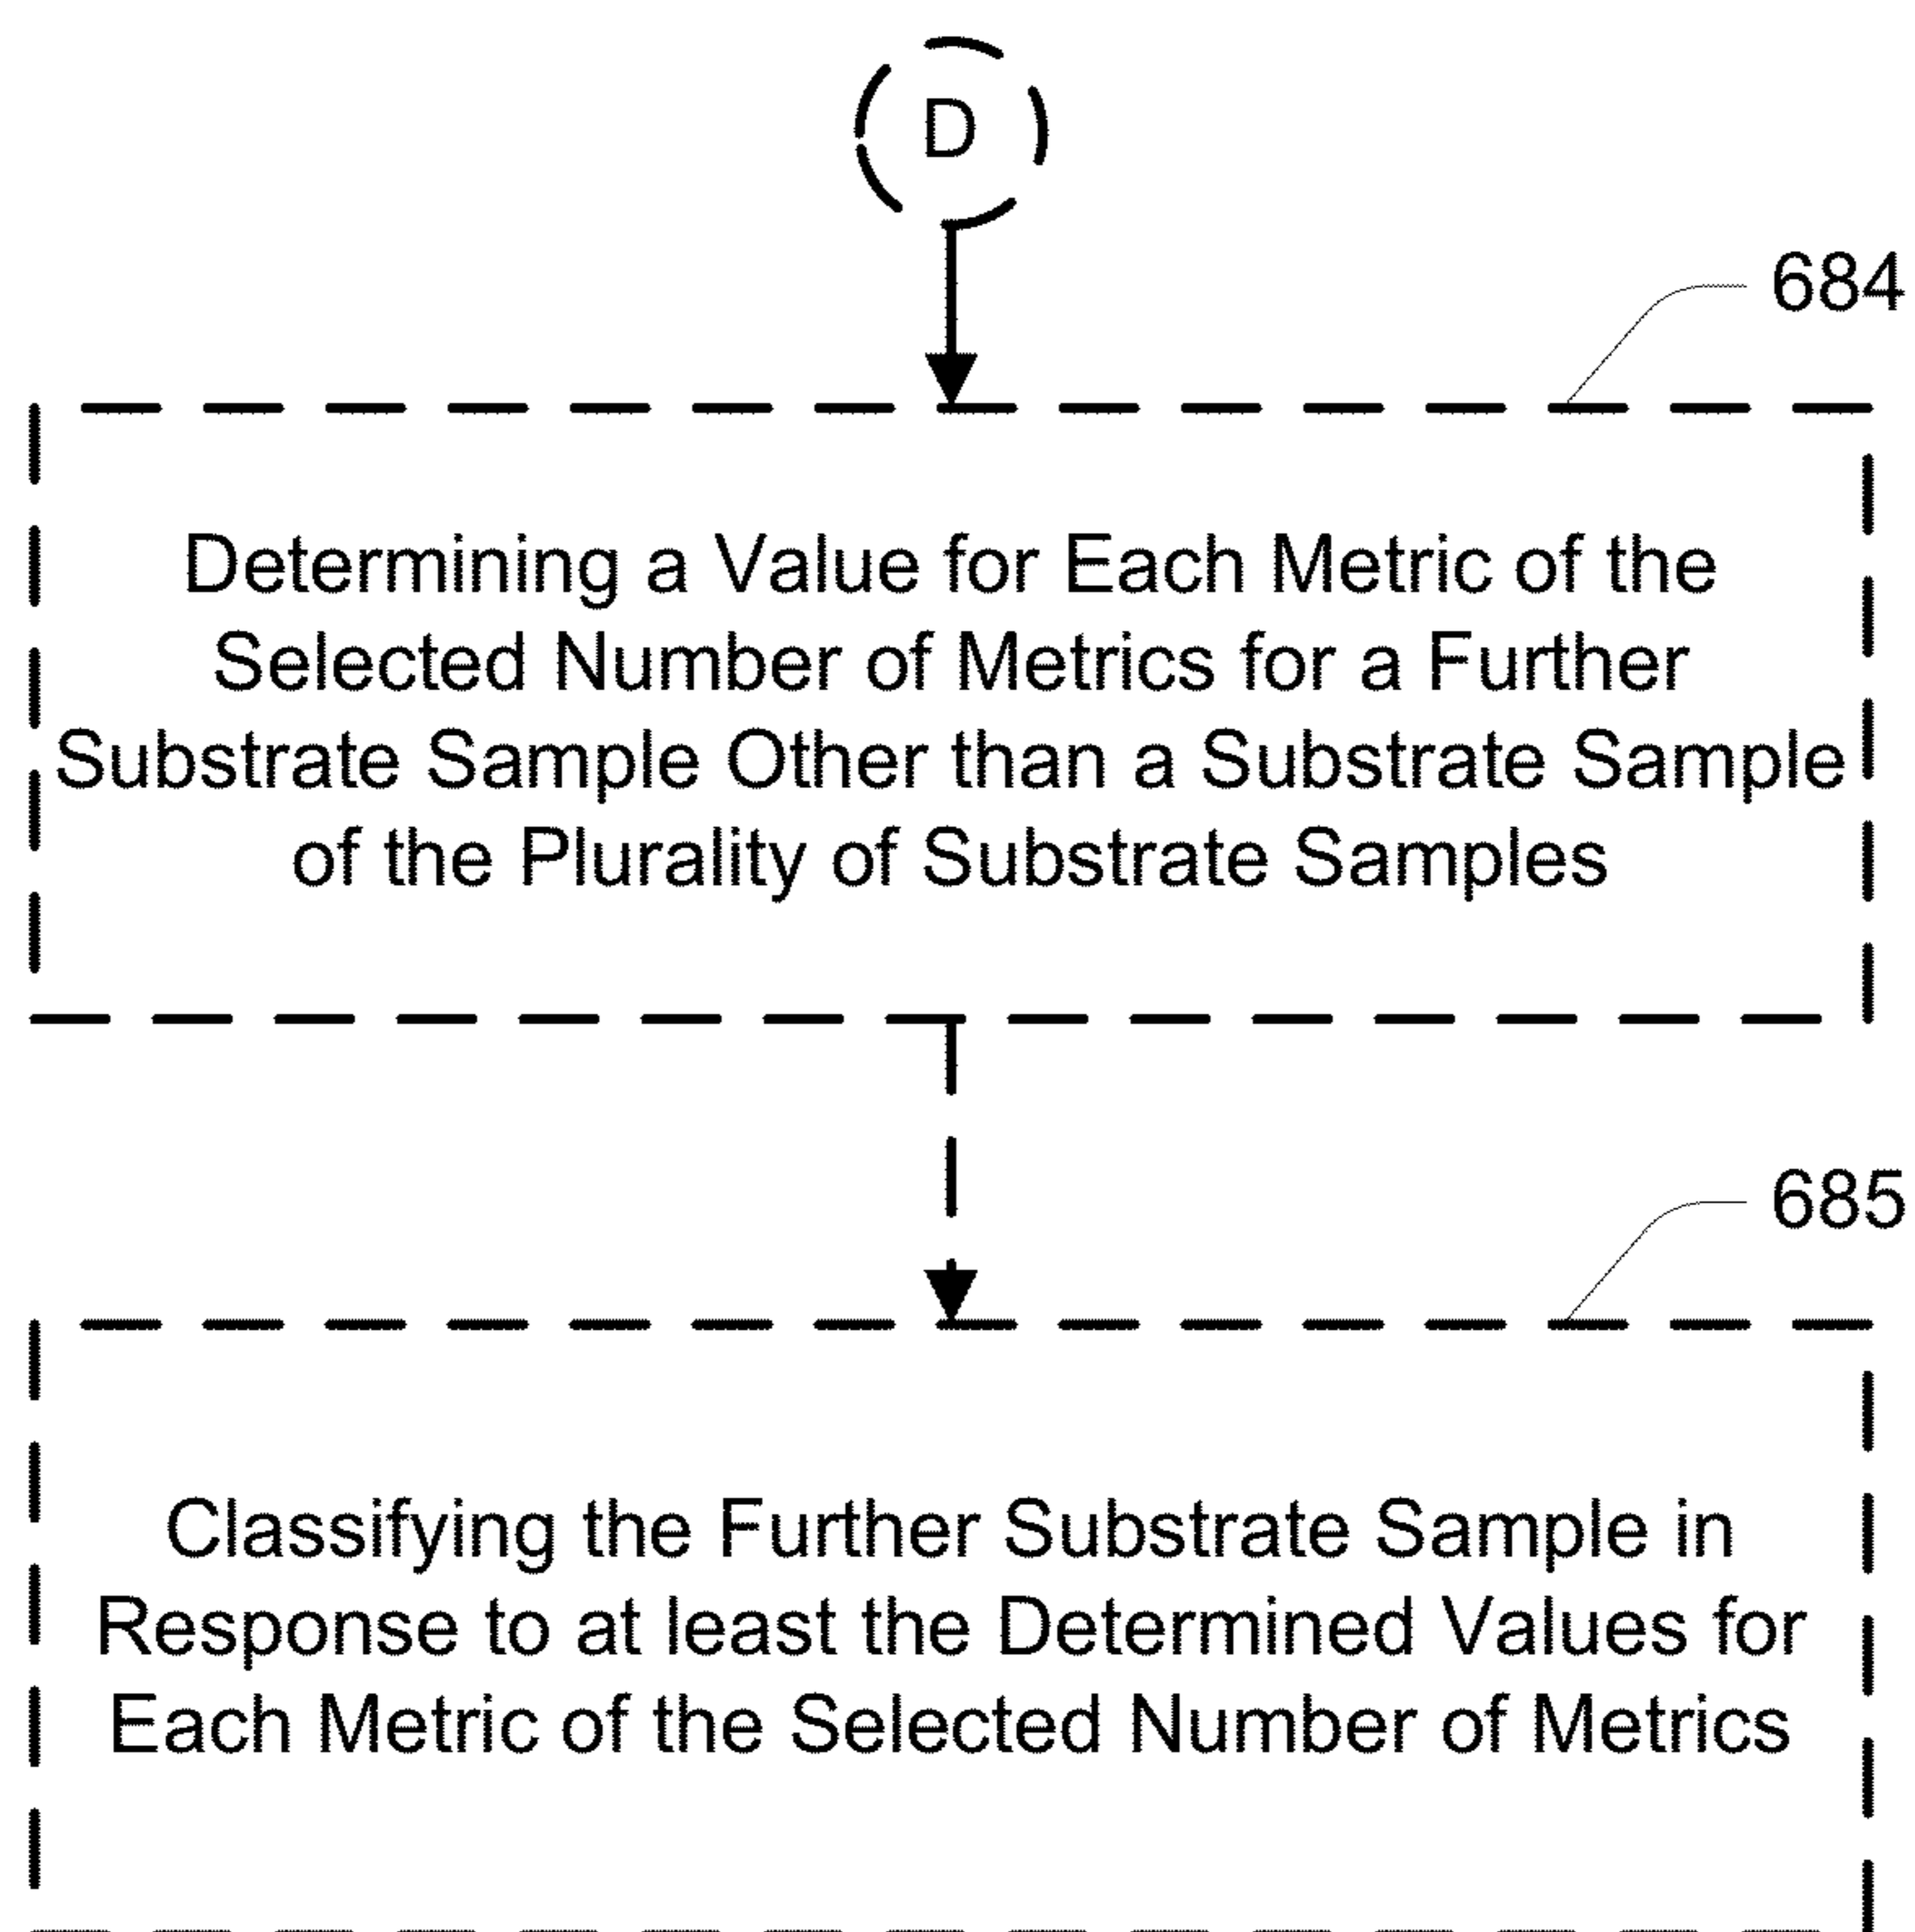 D
684
Determining a Value for Each Metric of the
Selected Number of Metrics for a Further
Substrate Sample Other than a Substrate Sample
of the Plurality of Substrate Samples
685
Classifying the Further Substrate Sample in
Response to at least the Determined Values for
Each Metric of the Selected Number of Metrics